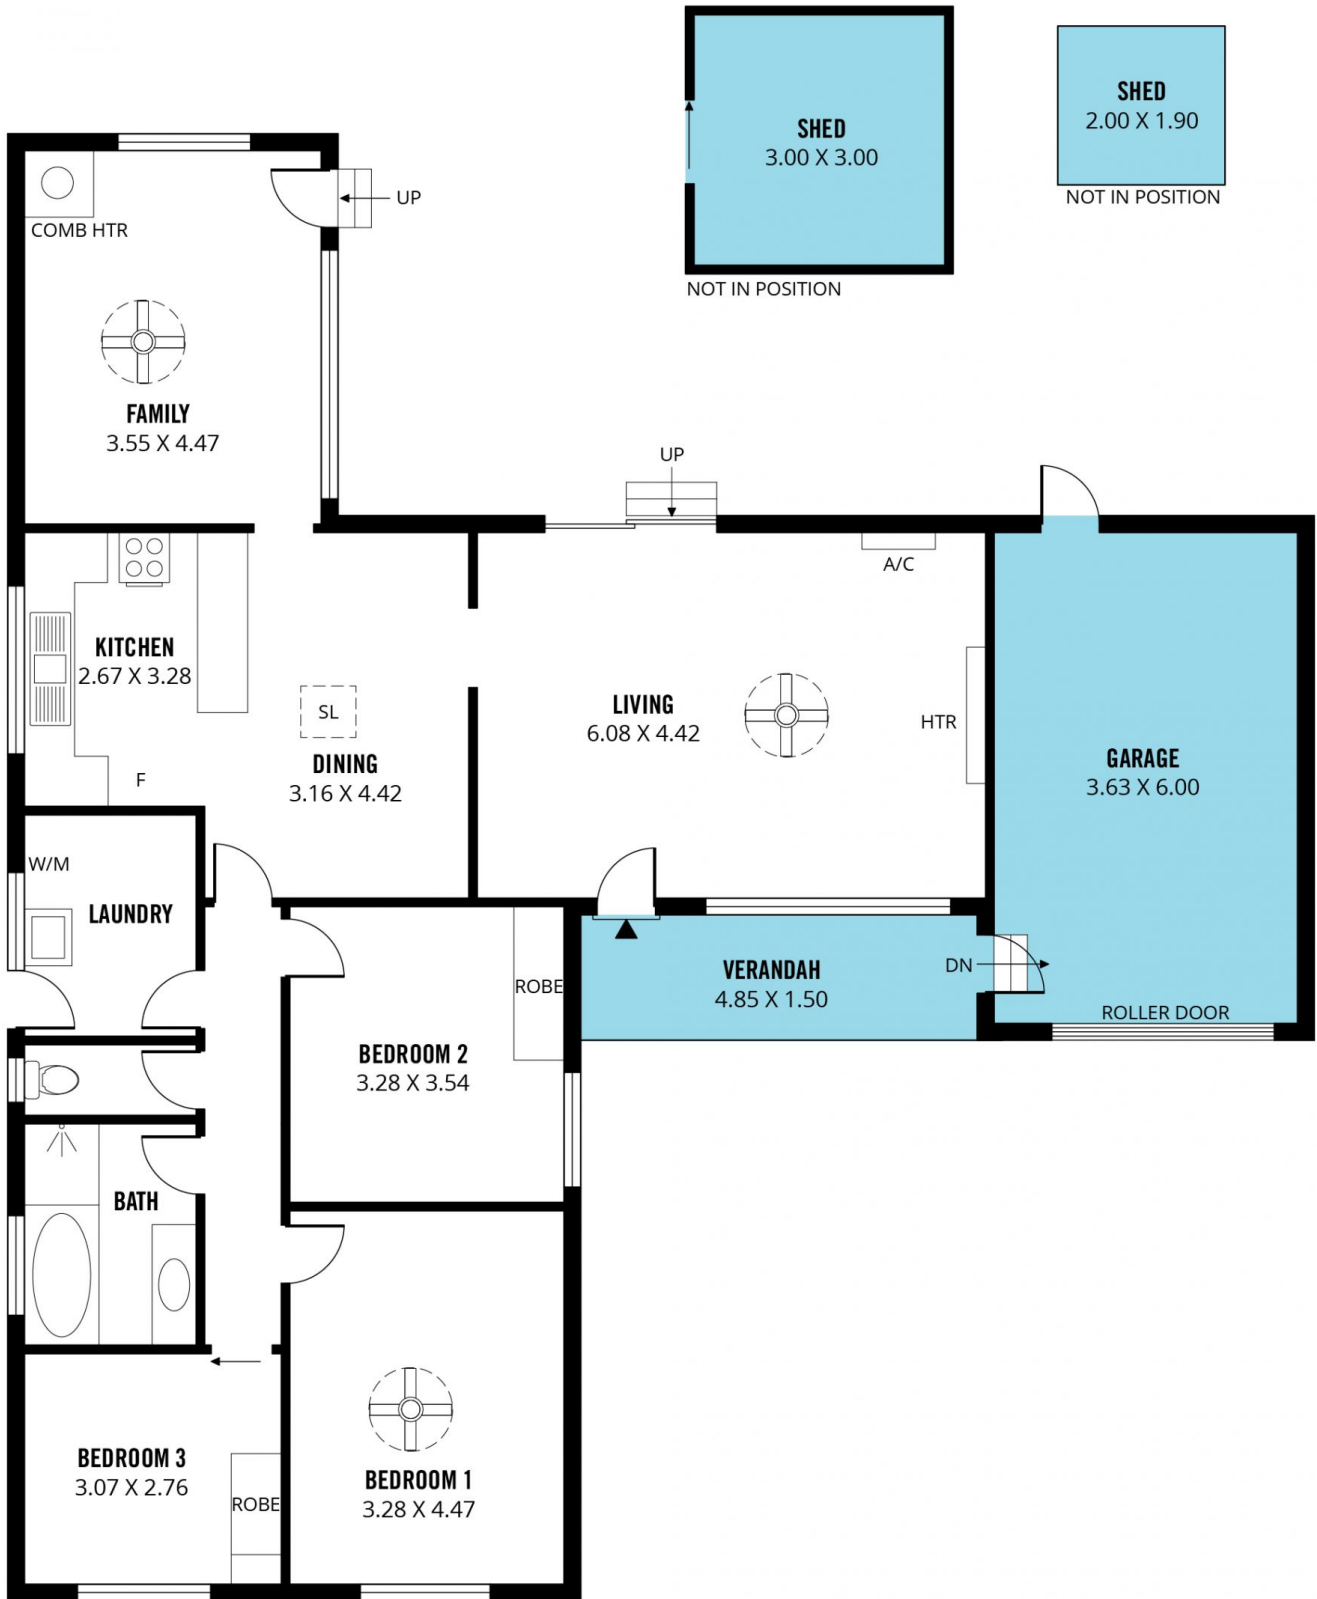 SHED
3.00 X 3.00
NOT IN POSITION
SHED
2.00 X 1.90
NOT IN POSITION
COMB HTR
UP
FAMILY
3.55 X 4.47
UP
KITCHEN
2.67 X 3.28
F
SL
DINING
3.16 X 4.42
LIVING
6.08 X 4.42
A/C
HTR
GARAGE
3.63 X 6.00
ROLLER DOOR
W/M
LAUNDRY
VERANDAH
4.85 X 1.50
DN
ROBE
BEDROOM 2
3.28 X 3.54
BATH
BEDROOM 3
3.07 X 2.76
ROBE
BEDROOM 1
3.28 X 4.47